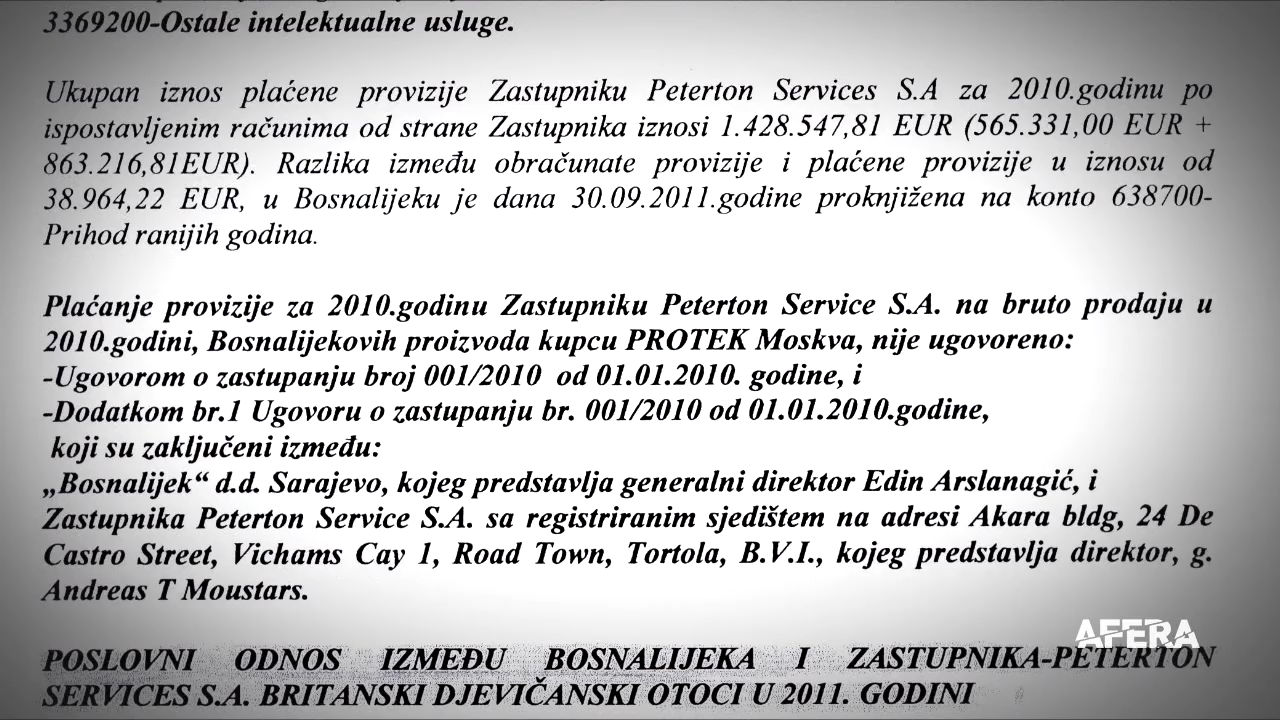 3369200-Ostale intelektualne usluge.
Ukupan iznos plaćene provizije Zastupniku Peterton Services S.A za 2010.godinu po
ispostavljenim računima od strane Zastupnika iznosi 1.428.547,81 EUR (565.331,00 EUR +
863.216,81EUR). Razlika između obračunate provizije i plaćene provizije u iznosu od
38.964,22 EUR, u Bosnalijeku je dana 30.09.2011.godine proknjižena na konto 638700-
Prihod ranijih godina.
Plaćanje provizije za 2010.godinu Zastupniku Peterton Service S.A. na bruto prodaju u
2010.godini, Bosnalijekovih proizvoda kupcu PROTEK Moskva, nije ugovoreno:
-Ugovorom o zastupanju broj 001/2010 od 01.01.2010. godine, i
-Dodatkom br.1 Ugovoru o zastupanju br. 001/2010 od 01.01.2010.godine,
koji su zaključeni između:
„Bosnalijek“ d.d. Sarajevo, kojeg predstavlja generalni direktor Edin Arslanagić, i
Zastupnika Peterton Service S.A. sa registriranim sjedištem na adresi Akara bldg, 24 De
Castro Street, Vichams Cay 1, Road Town, Tortola, B.V.I., kojeg predstavlja direktor, g.
Andreas T Moustars.
AFERA
POSLOVNI ODNOS IZMEĐU BOSNALIJEKA I ZASTUPNIKA-PETERTON
SERVICES S.A. BRITANSKI DJEVIČANSKI OTOCI U 2011. GODINI